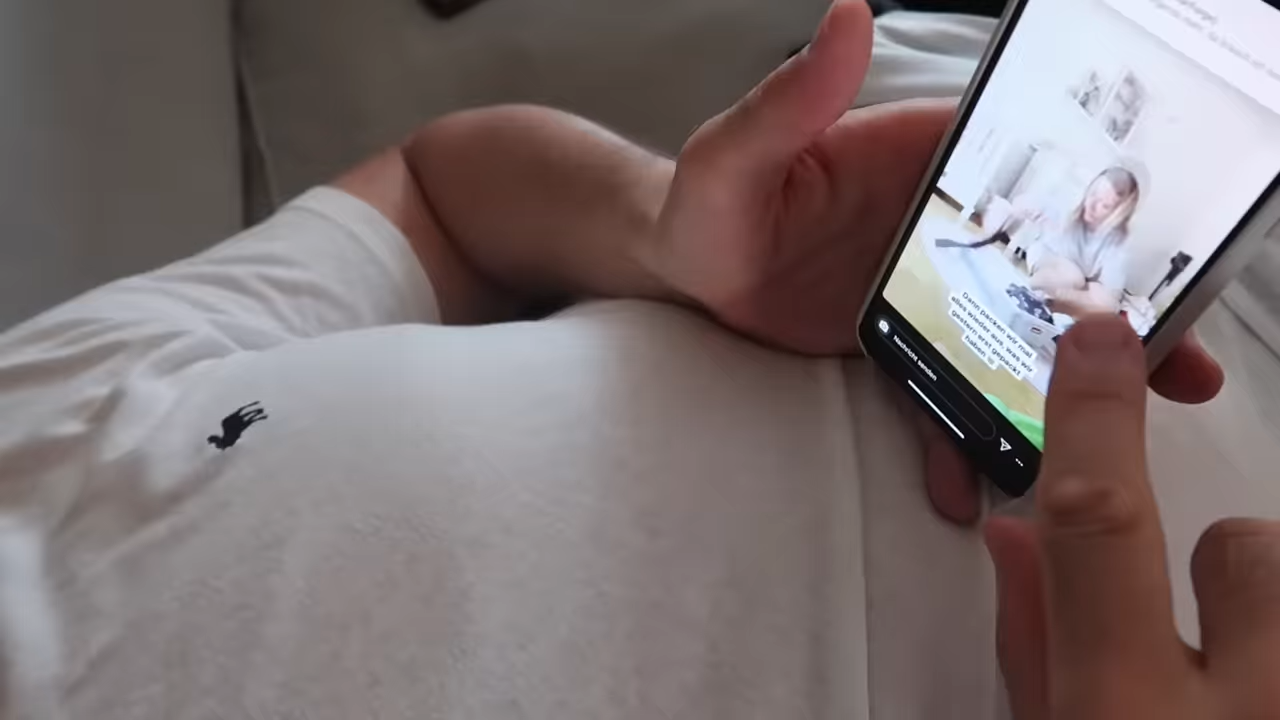 Dann packen wir mal
alles wieder aus, was wir
gestern erst gepackt
haben
Nachricht senden